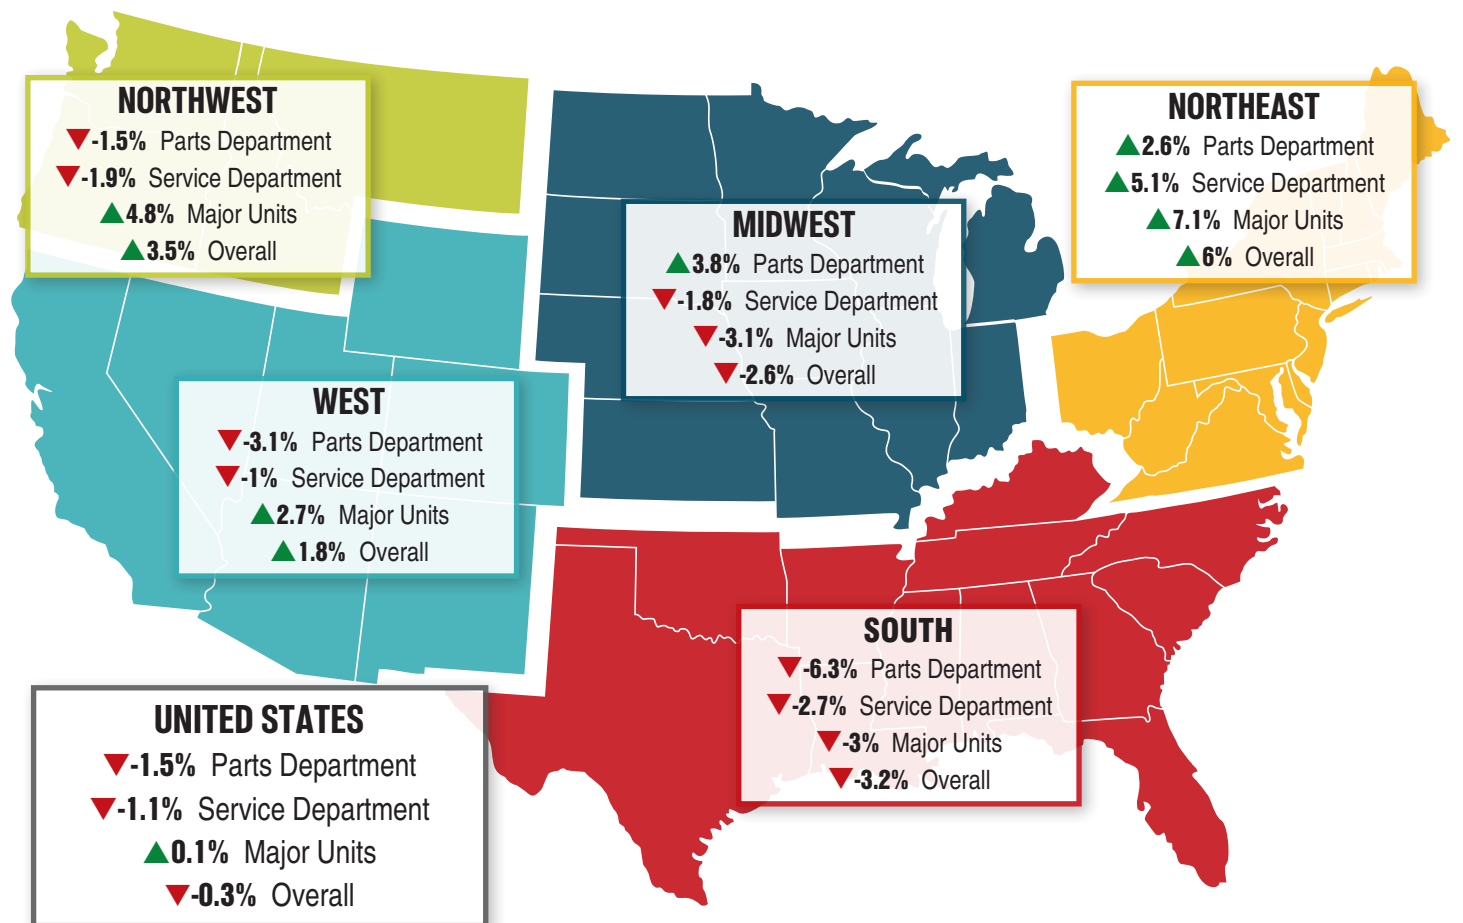 NORTHWEST
▼-1.5% Parts Department
▼-1.9% Service Department
▲4.8% Major Units
▲3.5% Overall
NORTHEAST
▲2.6% Parts Department
▲5.1% Service Department
▲7.1% Major Units
▲6% Overall
MIDWEST
▲3.8% Parts Department
▼-1.8% Service Department
▼-3.1% Major Units
▼-2.6% Overall
WEST
▼-3.1% Parts Department
▼-1% Service Department
▲2.7% Major Units
▲1.8% Overall
SOUTH
▼-6.3% Parts Department
▼-2.7% Service Department
▼-3% Major Units
▼-3.2% Overall
UNITED STATES
▼-1.5% Parts Department
▼-1.1% Service Department
▲0.1% Major Units
▼-0.3% Overall